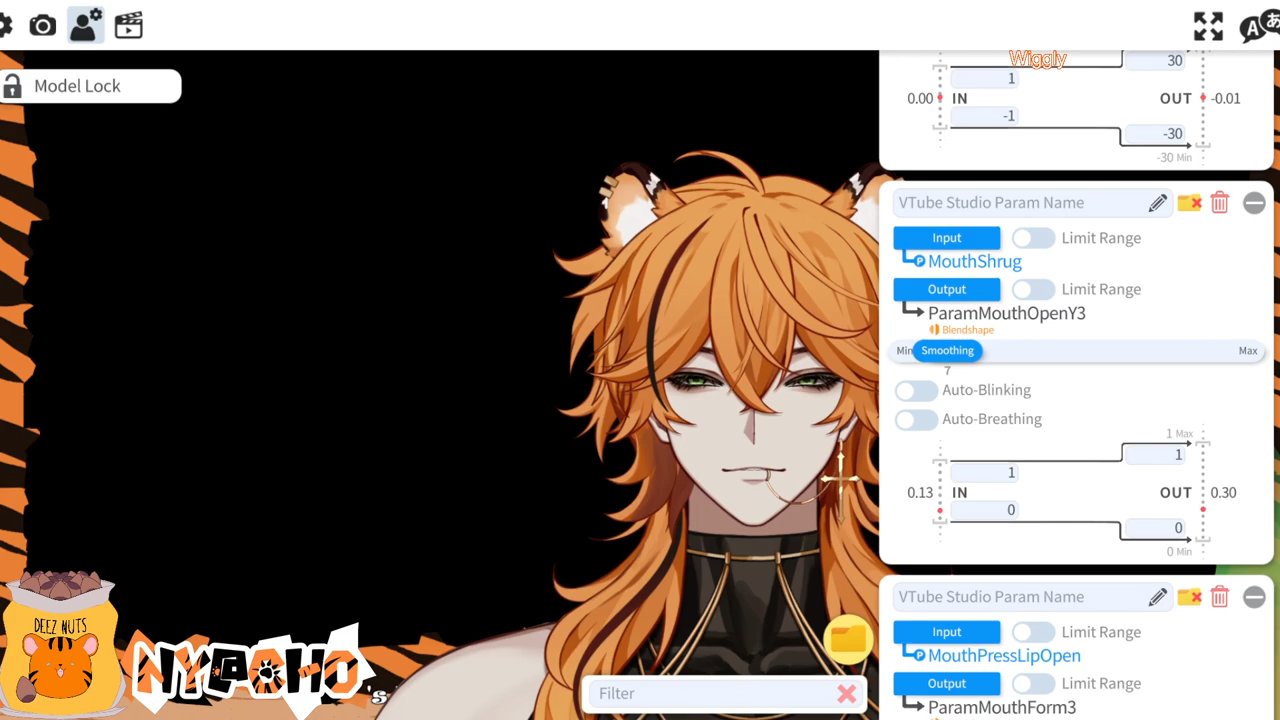 Aあ
Model Lock
Wiggly
30
1
0.00 IN OUT -0.01
-1
-30
-30 Min
VTube Studio Param Name
Input Limit Range
P MouthShrug
Output Limit Range
ParamMouthOpenY3
Blendshape
Min Smoothing Max
7
Auto-Blinking
Auto-Breathing
1 Max
1
1
0.13 IN OUT 0.30
0
0
0 Min
VTube Studio Param Name
Input Limit Range
P MouthPressLipOpen
Output Limit Range
ParamMouthForm3
Filter
DEEZ NUTS
NYPOHO's